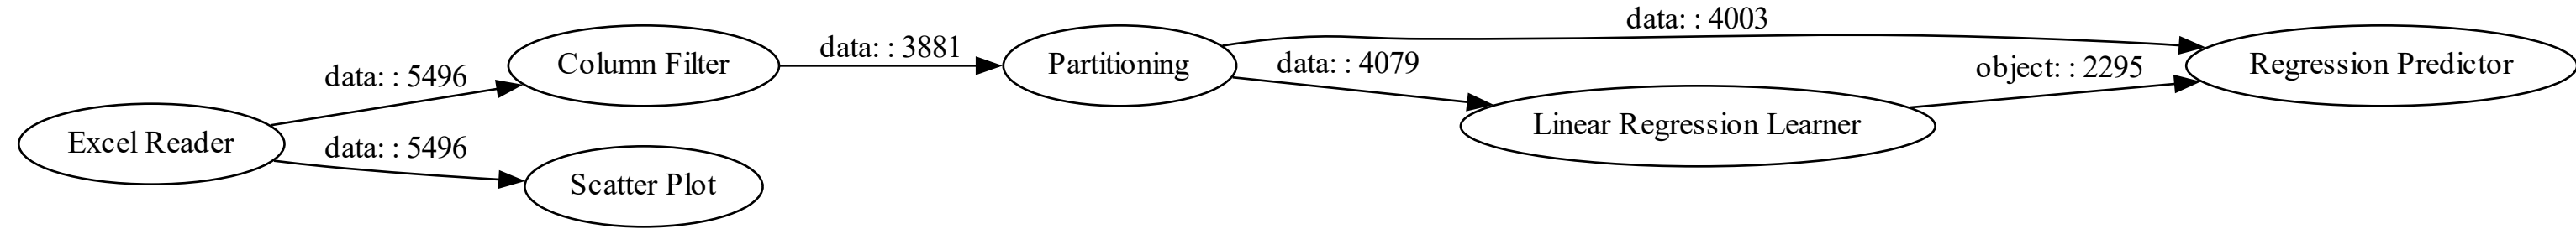 data: : 4003
data: : 3881
Column Filter
Partitioning
data: : 4079
object: : 2295
Regression Predictor
data: : 5496
Linear Regression Learner
Excel Reader
data: : 5496
Scatter Plot